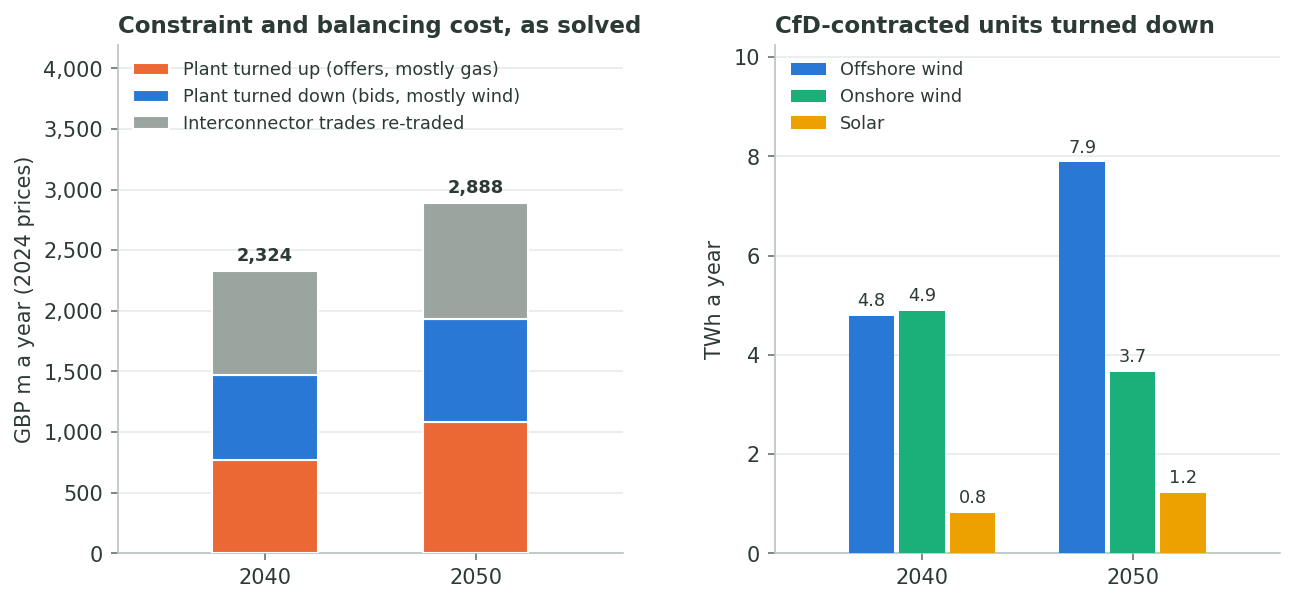 Constraint and balancing cost, as solved
GBP m a year (2024 prices)
4,000
3,500
3,000
2,500
2,000
1,500
1,000
500
0
Plant turned up (offers, mostly gas)
Plant turned down (bids, mostly wind)
Interconnector trades re-traded
2,324
2,888
2040
2050
CfD-contracted units turned down
TWh a year
10
8
6
4
2
0
Offshore wind
Onshore wind
Solar
4.8
4.9
0.8
7.9
3.7
1.2
2040
2050